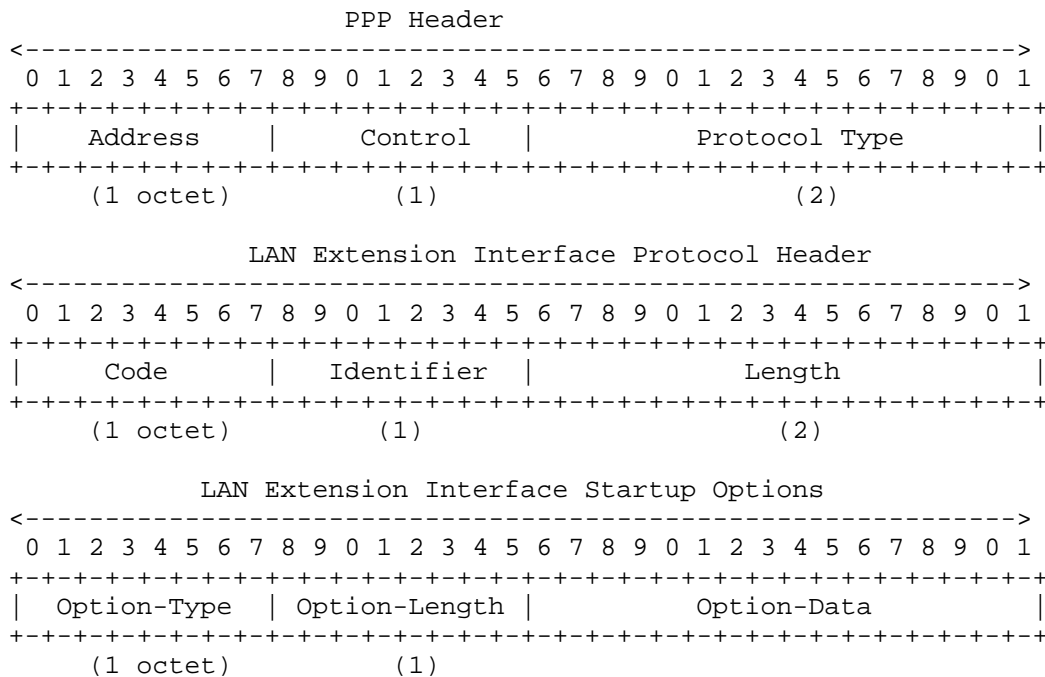 PPP Header
<-------------------------------------------------------------->
 0 1 2 3 4 5 6 7 8 9 0 1 2 3 4 5 6 7 8 9 0 1 2 3 4 5 6 7 8 9 0 1
+-+-+-+-+-+-+-+-+-+-+-+-+-+-+-+-+-+-+-+-+-+-+-+-+-+-+-+-+-+-+-+-+
|    Address    |    Control    |         Protocol Type         |
+-+-+-+-+-+-+-+-+-+-+-+-+-+-+-+-+-+-+-+-+-+-+-+-+-+-+-+-+-+-+-+-+
(1 octet) (1) (2)
LAN Extension Interface Protocol Header
<-------------------------------------------------------------->
 0 1 2 3 4 5 6 7 8 9 0 1 2 3 4 5 6 7 8 9 0 1 2 3 4 5 6 7 8 9 0 1
+-+-+-+-+-+-+-+-+-+-+-+-+-+-+-+-+-+-+-+-+-+-+-+-+-+-+-+-+-+-+-+-+
|     Code      |  Identifier   |            Length             |
+-+-+-+-+-+-+-+-+-+-+-+-+-+-+-+-+-+-+-+-+-+-+-+-+-+-+-+-+-+-+-+-+
(1 octet) (1) (2)
LAN Extension Interface Startup Options
<-------------------------------------------------------------->
 0 1 2 3 4 5 6 7 8 9 0 1 2 3 4 5 6 7 8 9 0 1 2 3 4 5 6 7 8 9 0 1
+-+-+-+-+-+-+-+-+-+-+-+-+-+-+-+-+-+-+-+-+-+-+-+-+-+-+-+-+-+-+-+-+
|  Option-Type  | Option-Length |          Option-Data          |
+-+-+-+-+-+-+-+-+-+-+-+-+-+-+-+-+-+-+-+-+-+-+-+-+-+-+-+-+-+-+-+-+
(1 octet) (1)